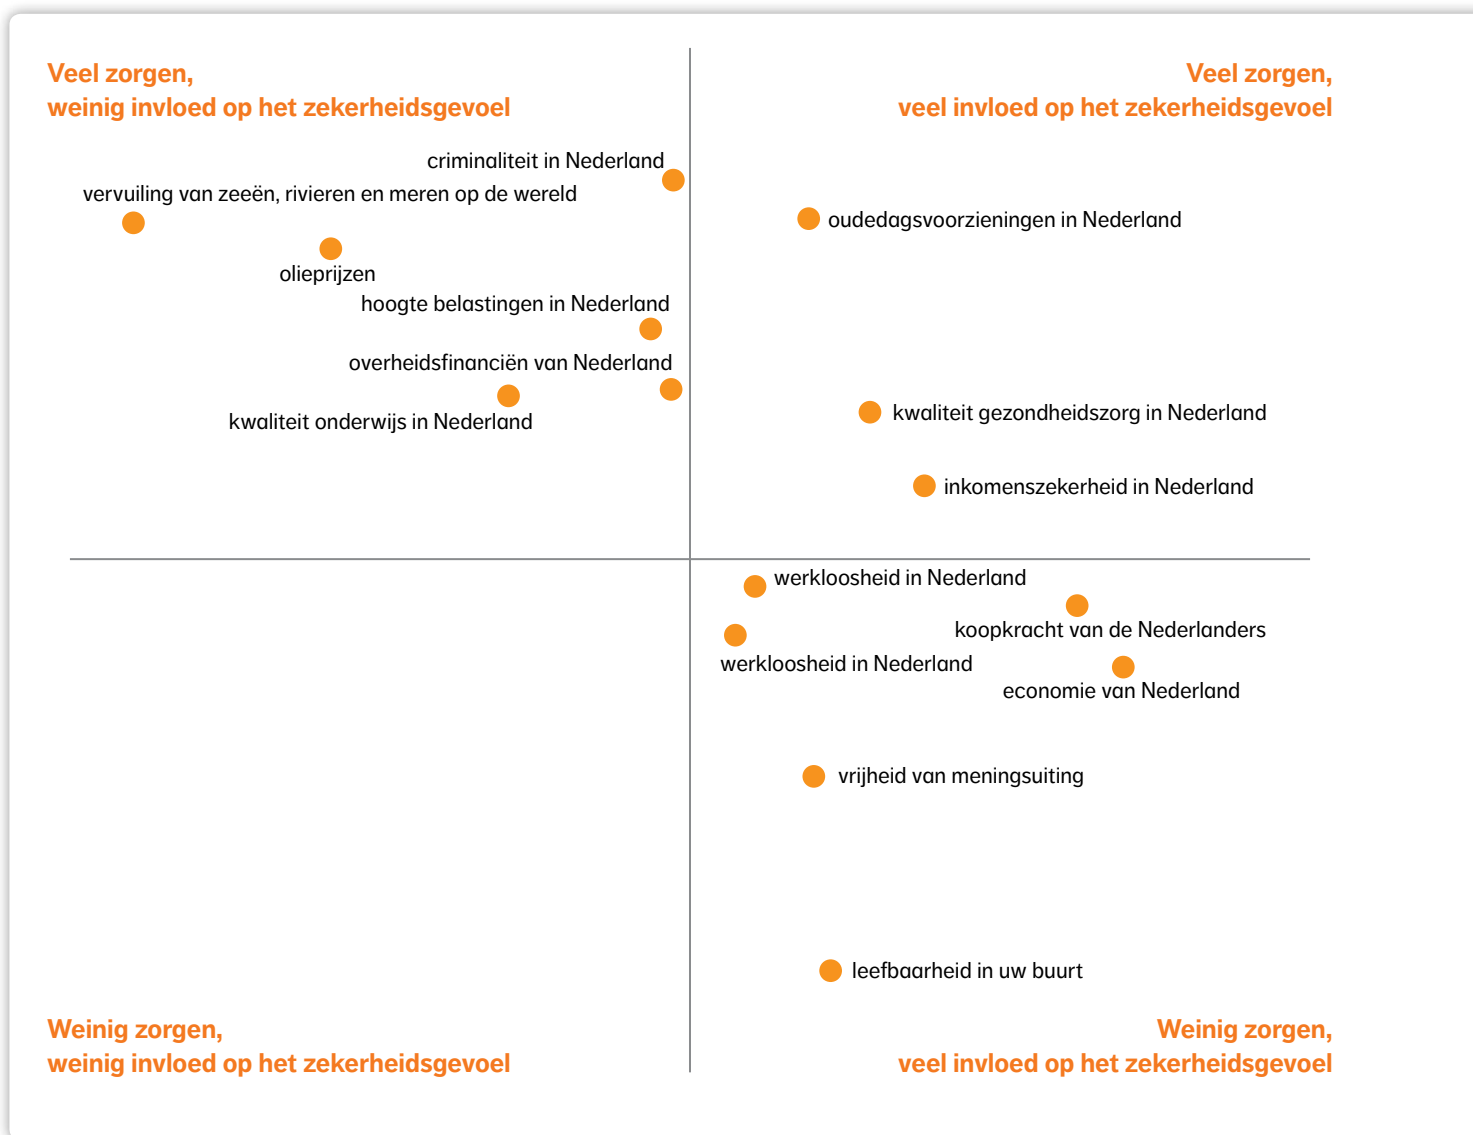 Veel zorgen,
weinig invloed op het zekerheidsgevoel
Veel zorgen,
veel invloed op het zekerheidsgevoel
criminaliteit in Nederland
vervuiling van zeeën, rivieren en meren op de wereld
olieprijzen
hoogte belastingen in Nederland
overheidsfinanciën van Nederland
kwaliteit onderwijs in Nederland
oudedagsvoorzieningen in Nederland
kwaliteit gezondheidszorg in Nederland
inkomenszekerheid in Nederland
werkloosheid in Nederland
koopkracht van de Nederlanders
werkloosheid in Nederland
economie van Nederland
vrijheid van meningsuiting
leefbaarheid in uw buurt
Weinig zorgen,
weinig invloed op het zekerheidsgevoel
Weinig zorgen,
veel invloed op het zekerheidsgevoel